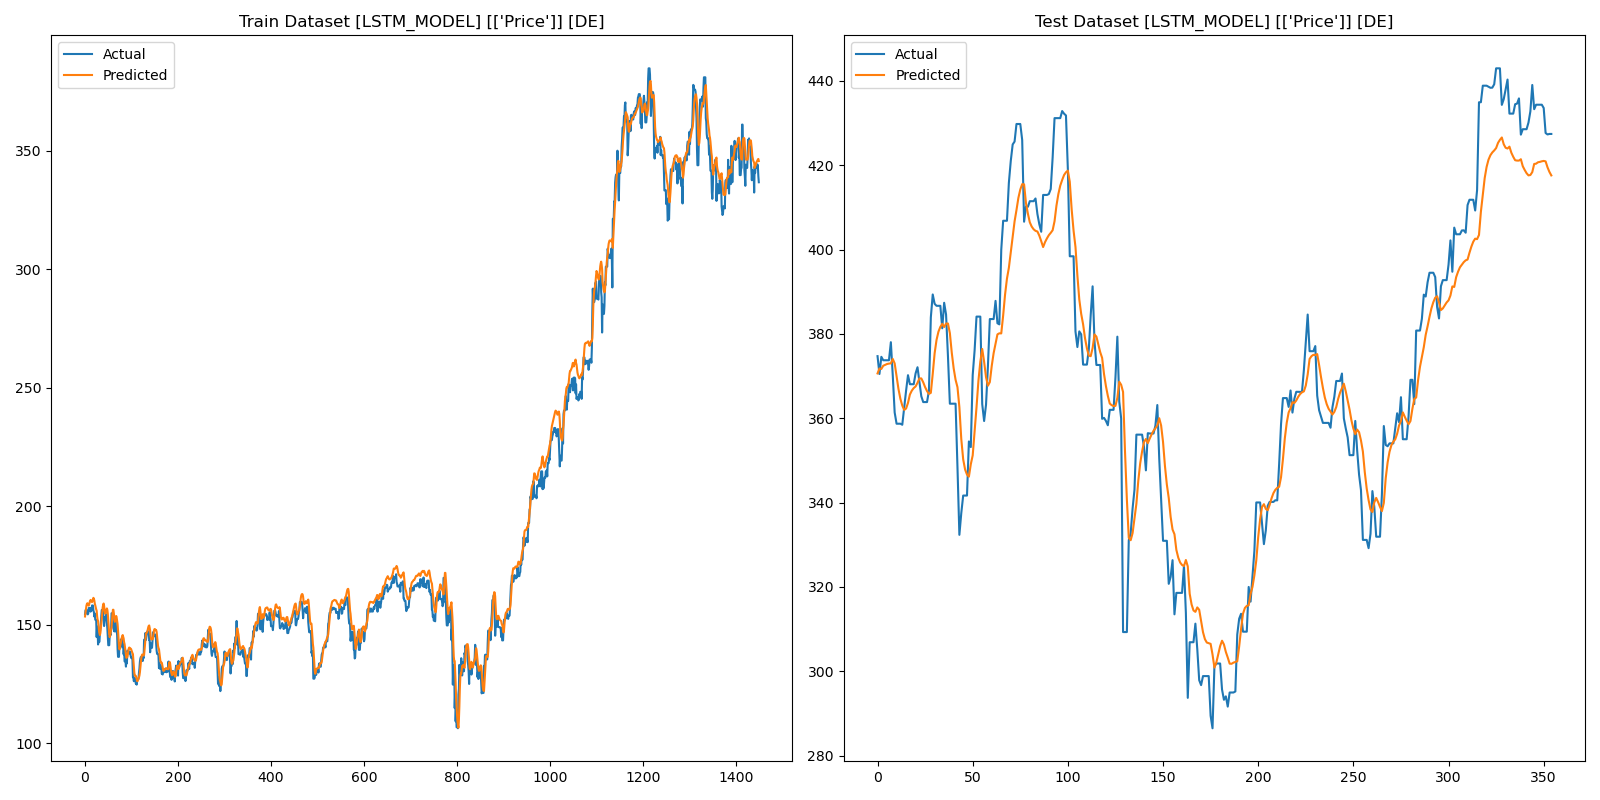 Train Dataset [LSTM_MODEL] [['Price']] [DE]
Actual
Predicted
350
300
250
200
150
100
0 200 400 600 800 1000 1200 1400
Test Dataset [LSTM_MODEL] [['Price']] [DE]
Actual
Predicted
440
420
400
380
360
340
320
300
280
0 50 100 150 200 250 300 350